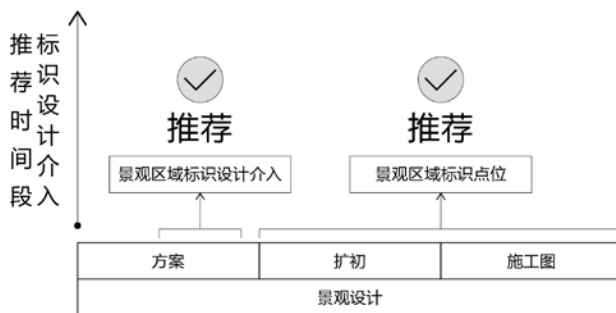 标识设计介入
推荐时间段
推荐
推荐
景观区域标识设计介入
景观区域标识点位
方案
扩初
施工图
景观设计